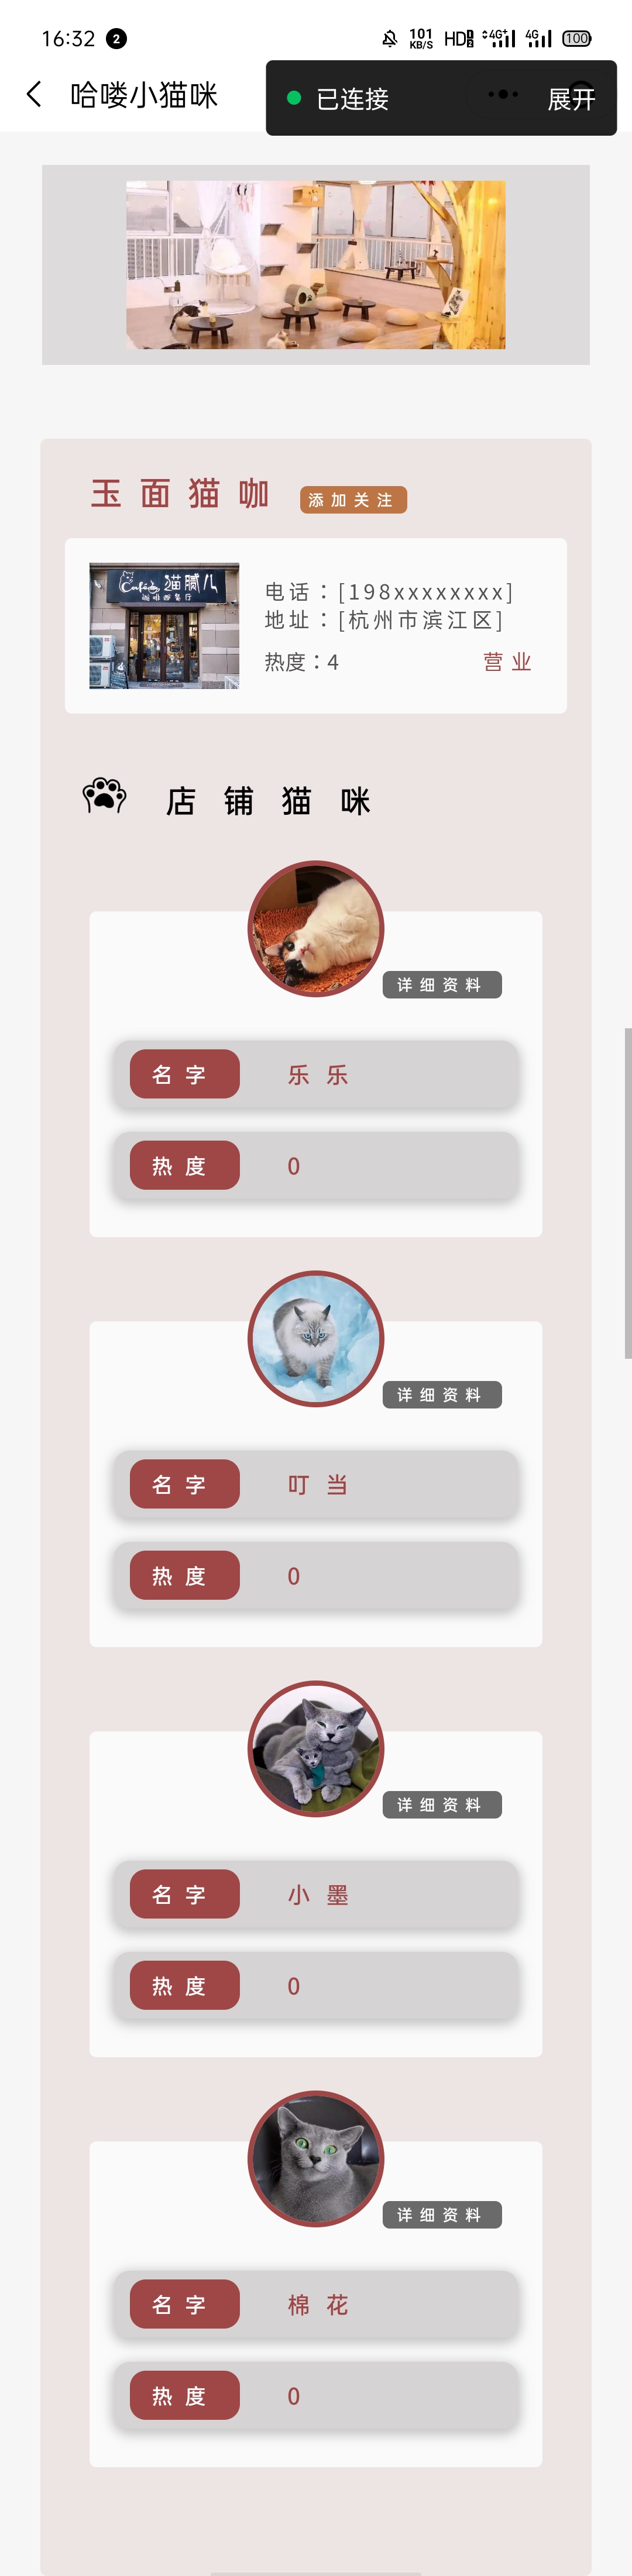 16:32 2 101 KB/S HD 4G+ 4G 100
哈喽小猫咪
已连接 展开
玉面猫咖 添加关注
Café 猫腻儿
咖啡西餐厅
电话：[198xxxxxxxx]
地址：[杭州市滨江区]
热度：4 营业
店铺猫咪
详细资料
名字 乐乐
热度 0
详细资料
名字 叮当
热度 0
详细资料
名字 小墨
热度 0
详细资料
名字 棉花
热度 0